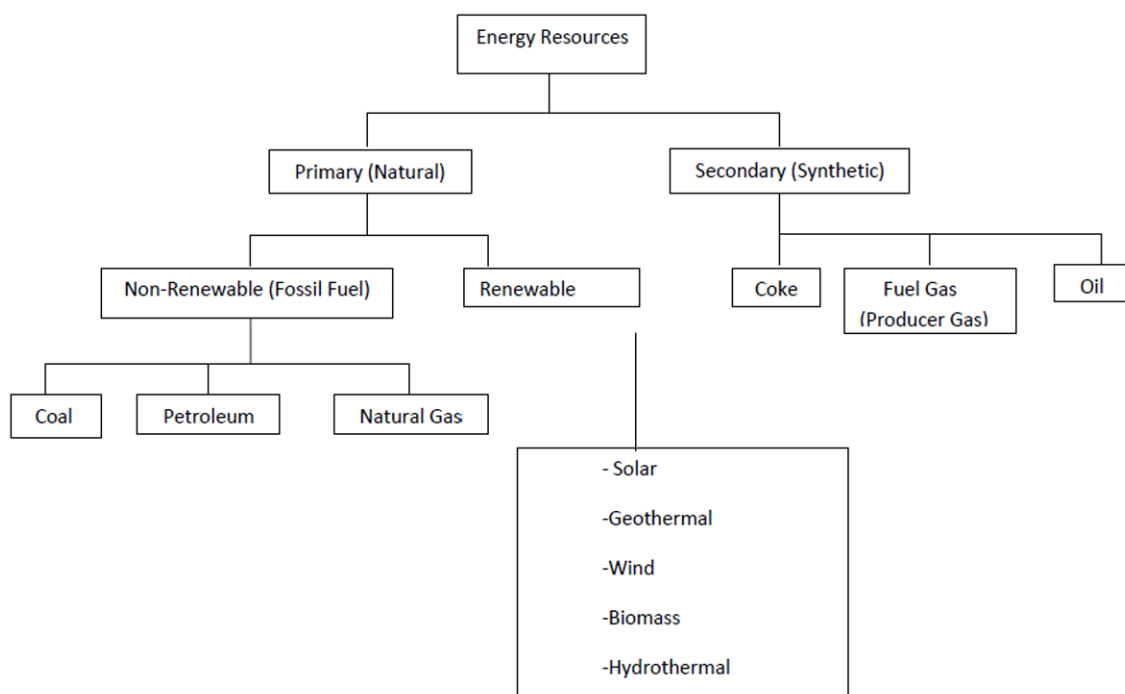 Energy Resources
Primary (Natural)
Secondary (Synthetic)
Non-Renewable (Fossil Fuel)
Renewable
Coke
Fuel Gas
(Producer Gas)
Oil
Coal
Petroleum
Natural Gas
- Solar
-Geothermal
-Wind
-Biomass
-Hydrothermal